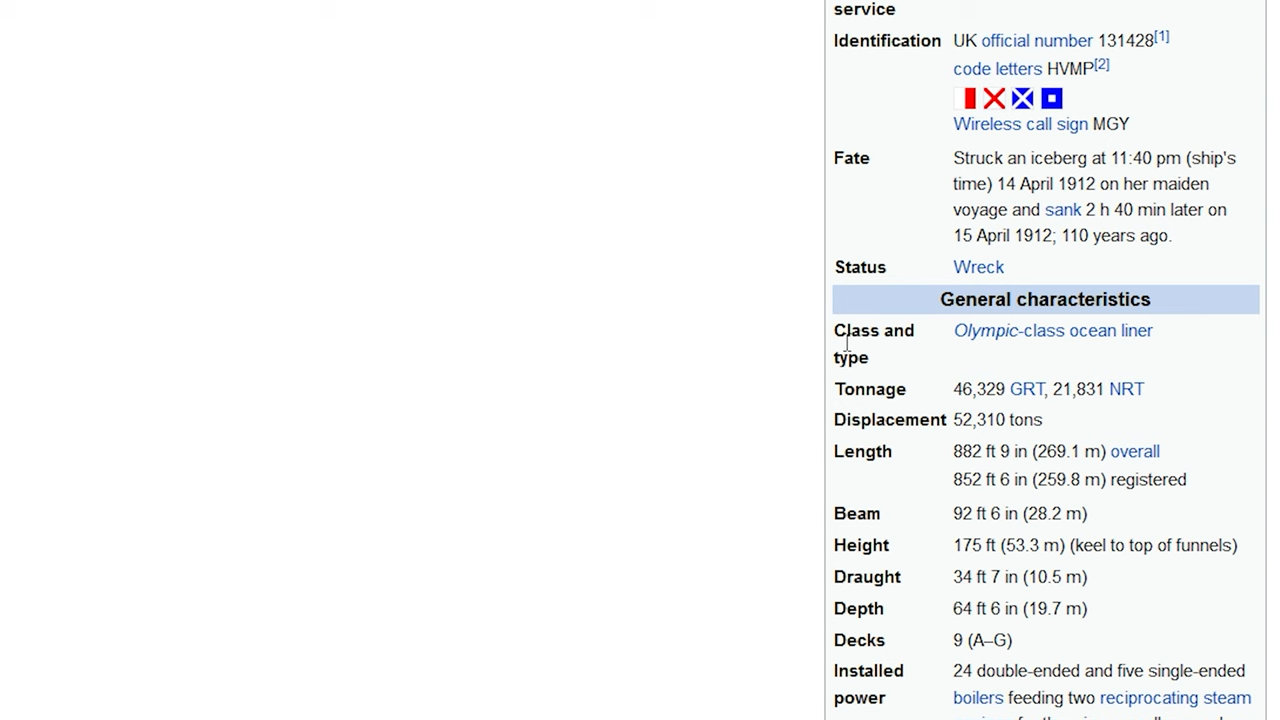 service
Identification UK official number 131428[1]
code letters HVMP[2]
Wireless call sign MGY
Fate Struck an iceberg at 11:40 pm (ship's
time) 14 April 1912 on her maiden
voyage and sank 2 h 40 min later on
15 April 1912; 110 years ago.
Status Wreck
General characteristics
Class and Olympic-class ocean liner
type
Tonnage 46,329 GRT, 21,831 NRT
Displacement 52,310 tons
Length 882 ft 9 in (269.1 m) overall
852 ft 6 in (259.8 m) registered
Beam 92 ft 6 in (28.2 m)
Height 175 ft (53.3 m) (keel to top of funnels)
Draught 34 ft 7 in (10.5 m)
Depth 64 ft 6 in (19.7 m)
Decks 9 (A–G)
Installed 24 double-ended and five single-ended
power boilers feeding two reciprocating steam